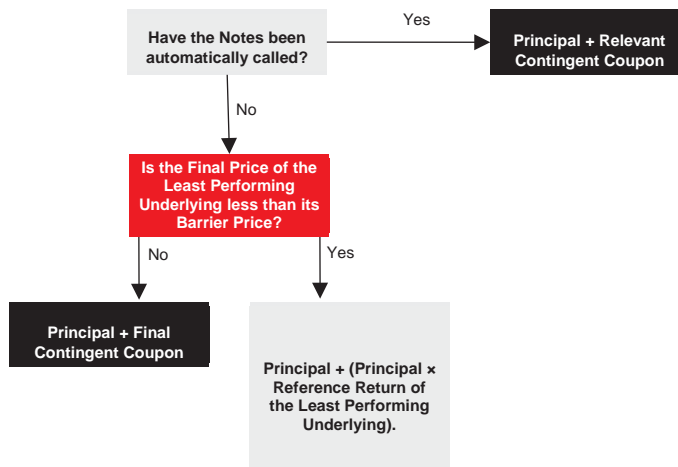 Have the Notes been
automatically called?
Yes
Principal + Relevant
Contingent Coupon
No
Is the Final Price of the
Least Performing
Underlying less than its
Barrier Price?
No
Yes
Principal + Final
Contingent Coupon
Principal + (Principal ×
Reference Return of
the Least Performing
Underlying).